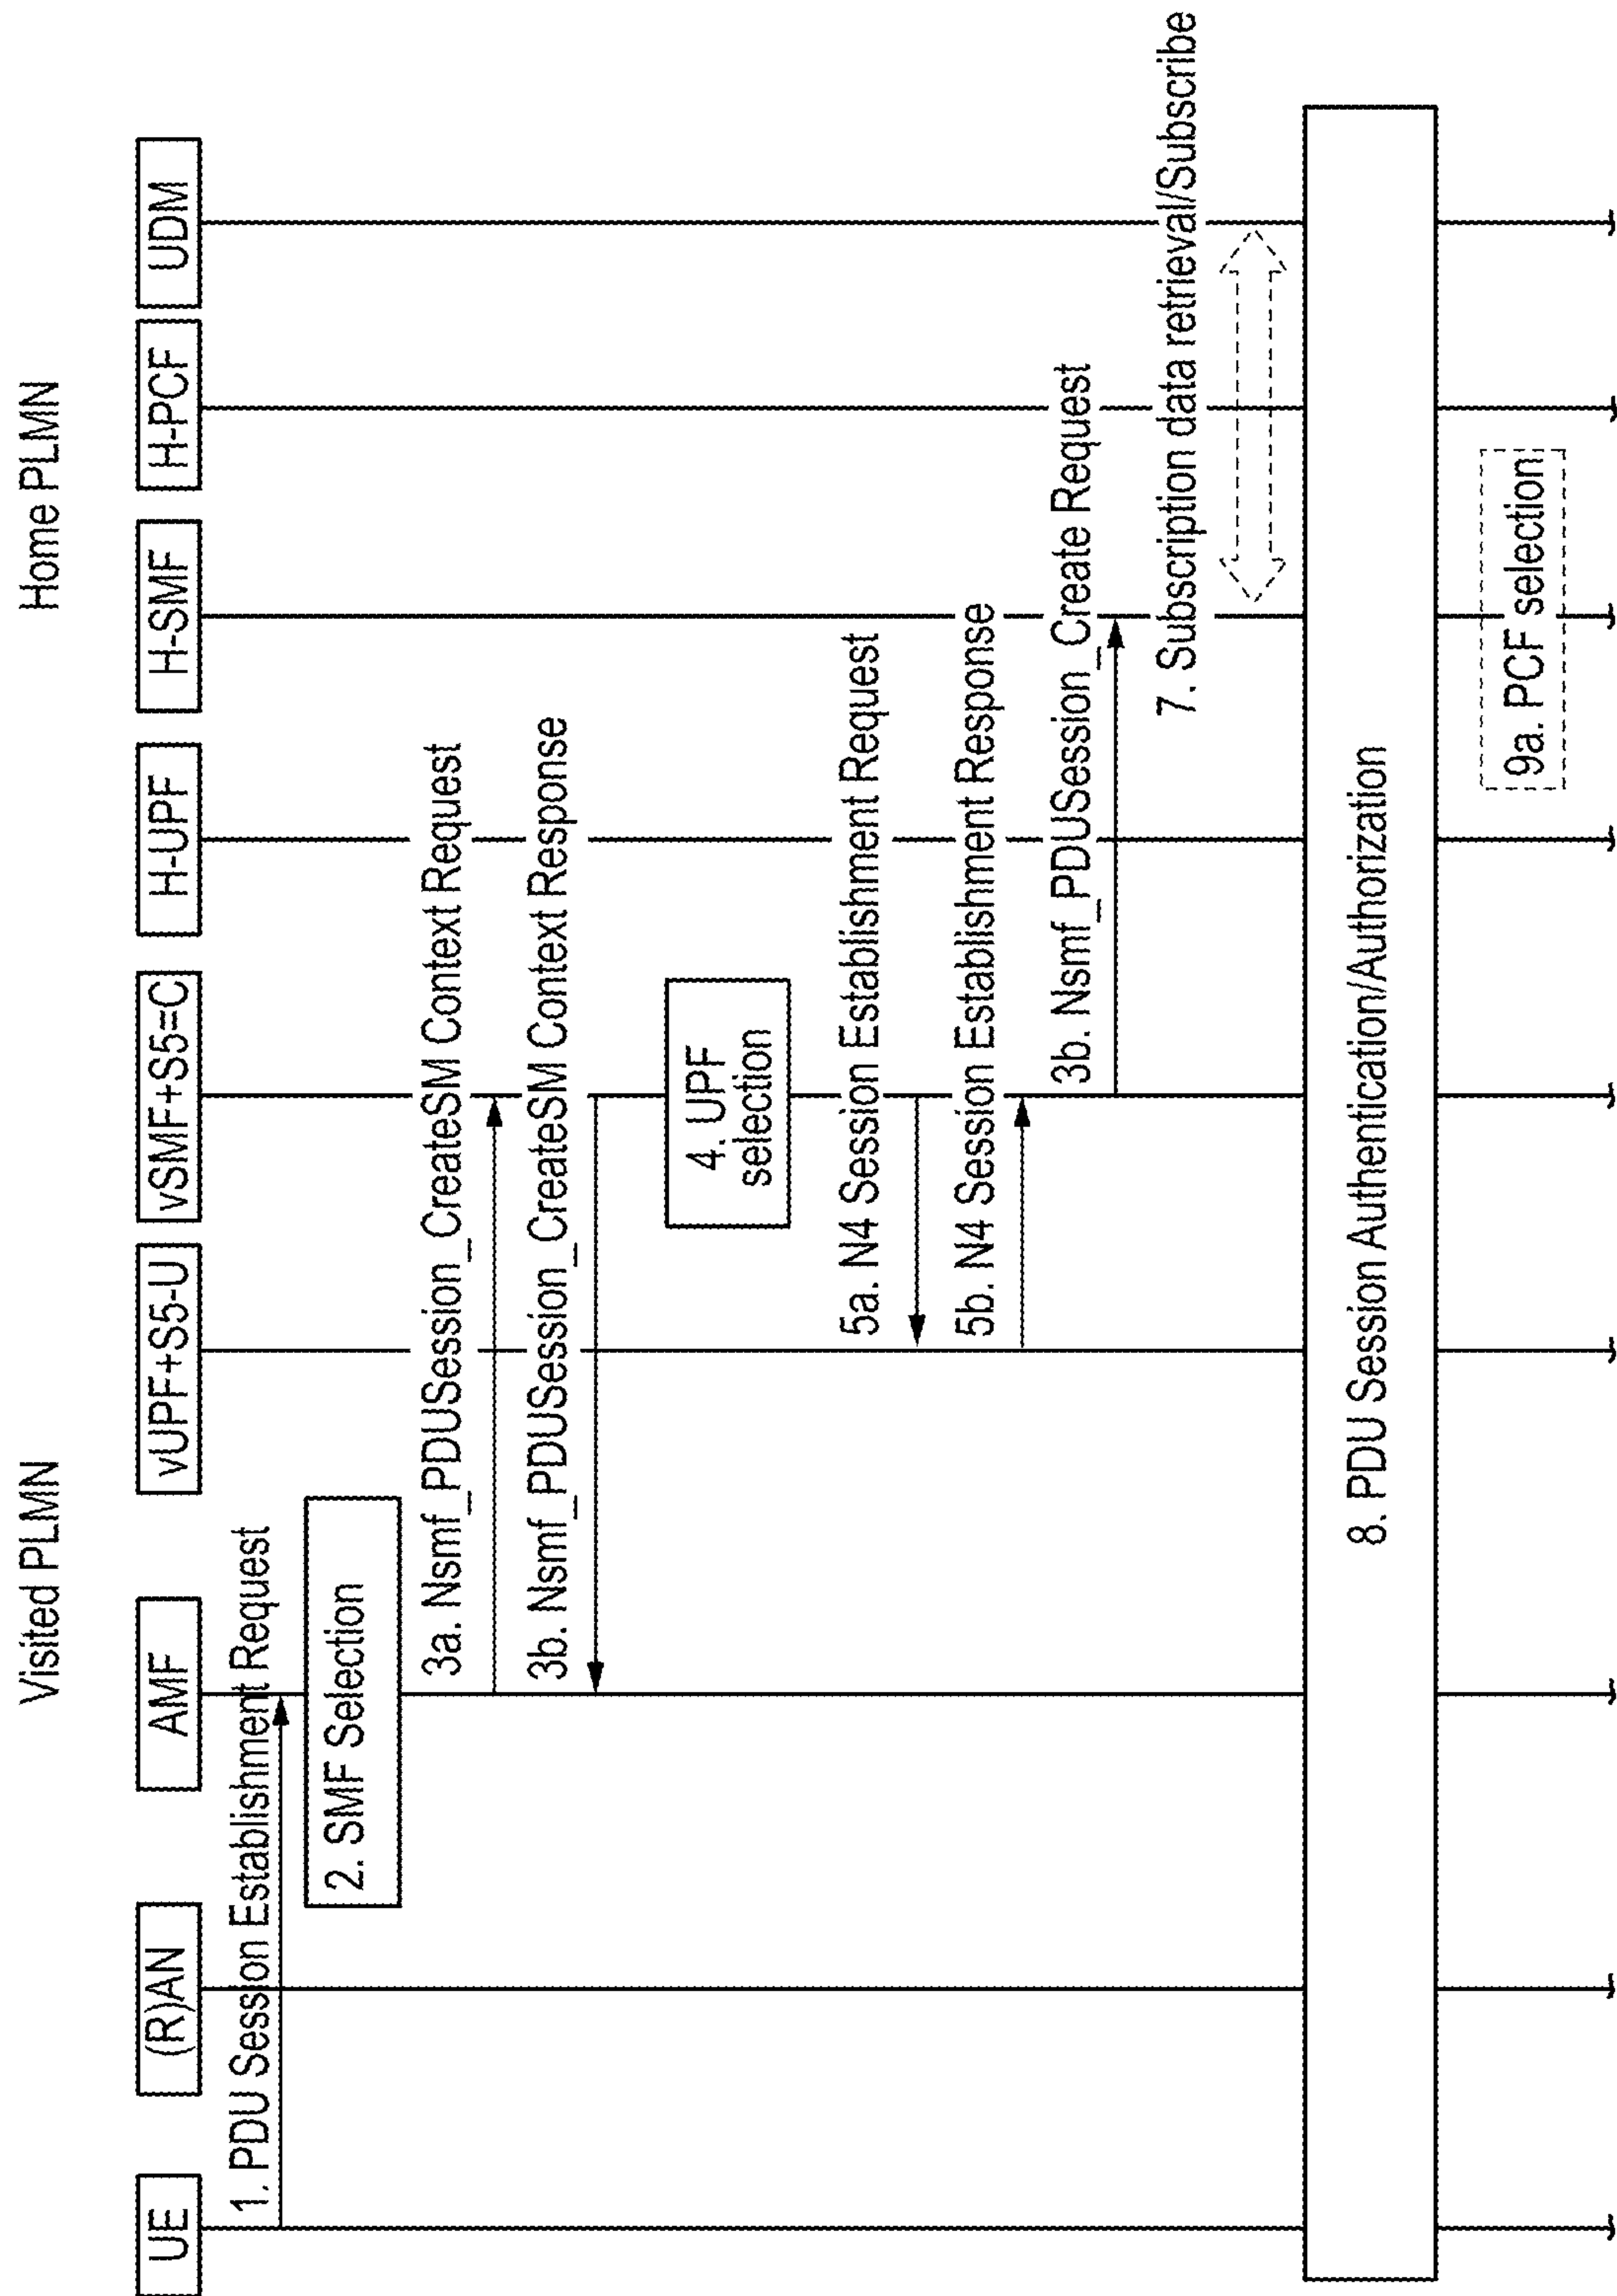 Visited PLMN
Home PLMN
UE
(R)AN
AMF
vUPF+S5-U
vSMF+S5=C
H-UPF
H-SMF
H-PCF
UDM
1. PDU Session Establishment Request
2. SMF Selection
3a. Nsmf_PDUSession_CreateSM Context Request
3b. Nsmf_PDUSession_CreateSM Context Response
4. UPF
selection
5a. N4 Session Establishment Request
5b. N4 Session Establishment Response
3b. Nsmf_PDUSession_Create Request
7. Subscription data retrieval/Subscribe
8. PDU Session Authentication/Authorization
9a. PCF selection